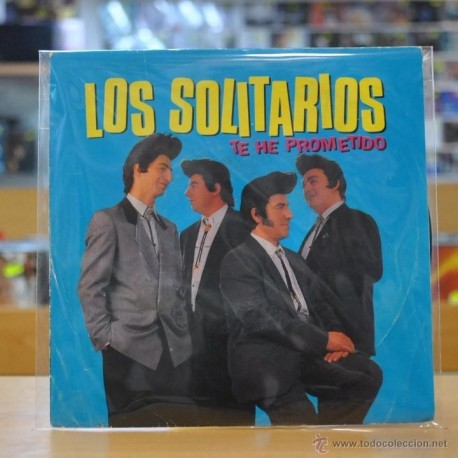 LOS SOLITARIOS
TE HE PROMETIDO
www.todocoleccion.net